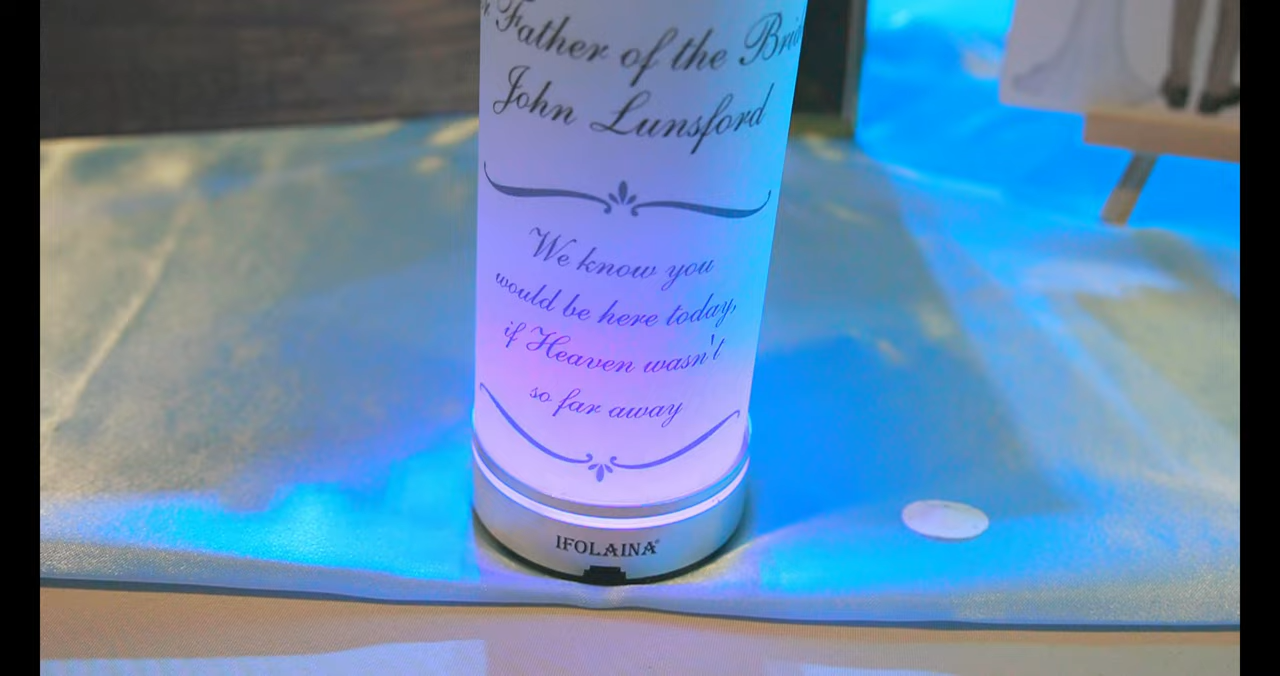 Father of the Bride
John Lunsford
We know you
would be here today,
if Heaven wasn't
so far away
IFOLAINA